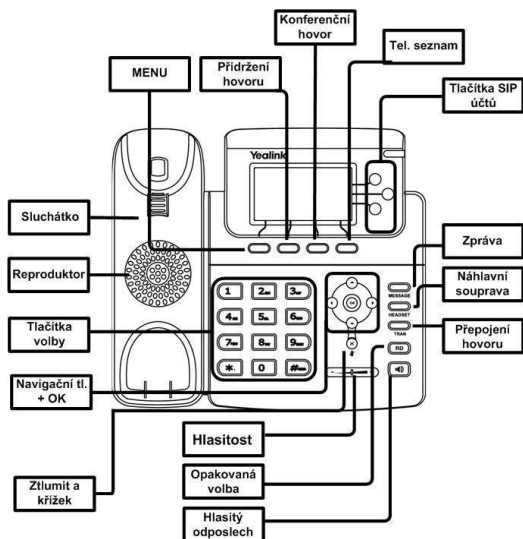 Konferenční
hovor
Tel. seznam
MENU
Přidržení
hovoru
Tlačítka SIP
účtů
Yealink
Sluchátko
Zpráva
Reproduktor
Náhlavní
souprava
MESSAGE
HEADSET
TRAN
RD
Přepojení
hovoru
Tlačítka
volby
1
2
3
4
5
6
7
8
9
*
0
#
OK
Navigační tl.
+ OK
Hlasitost
Ztlumit a
křížek
Opakovaná
volba
Hlasitý
odposlech